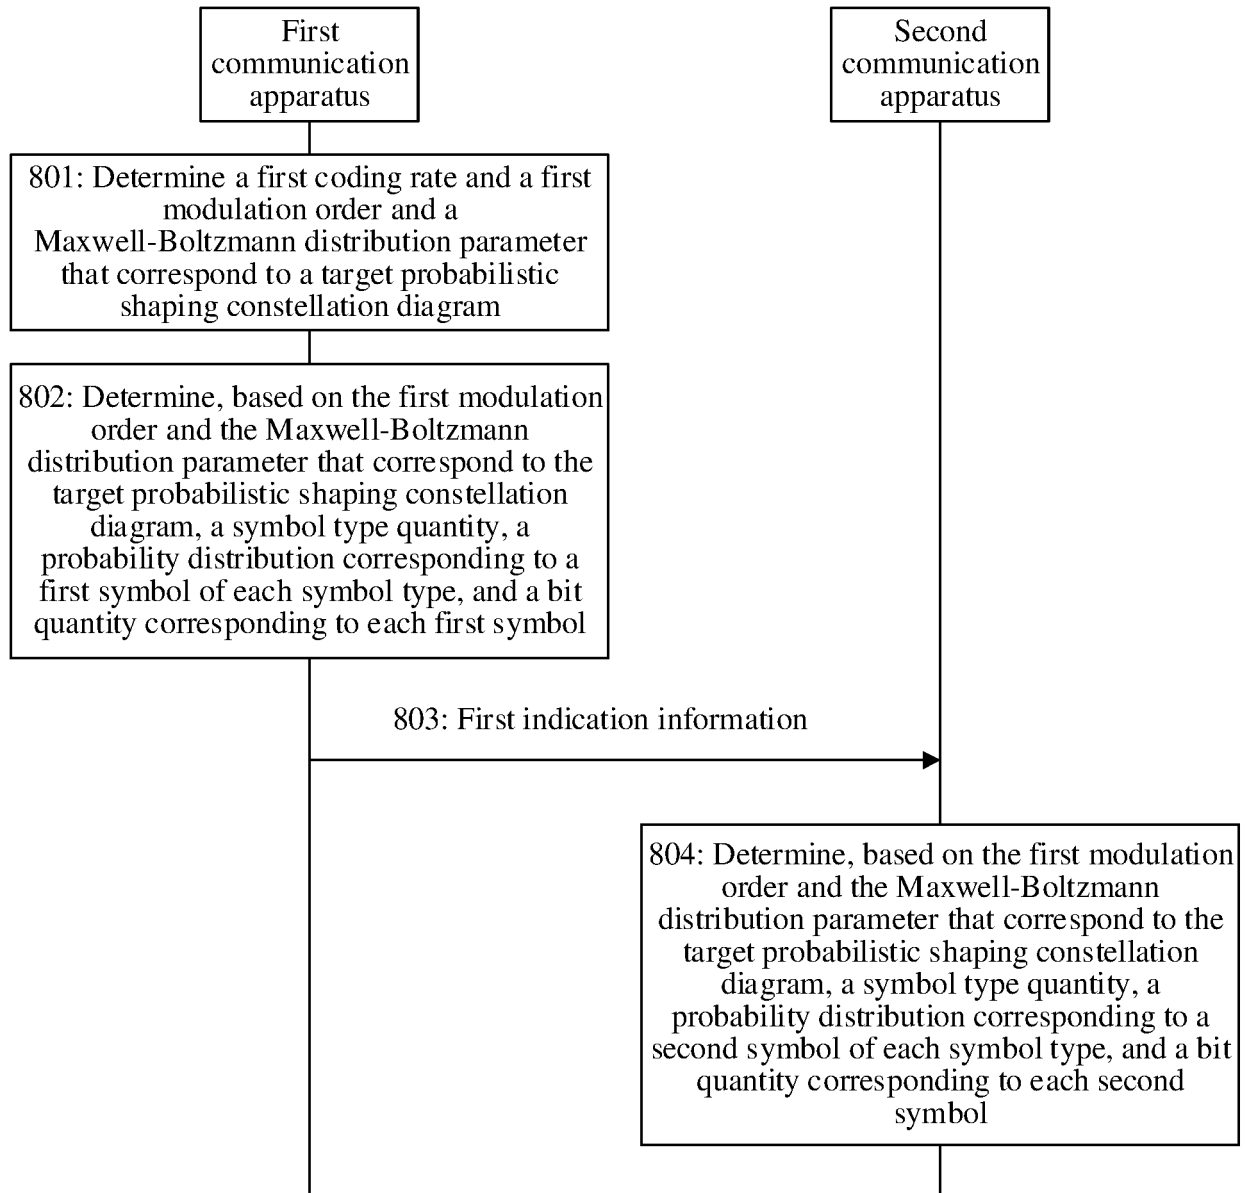 First
communication
apparatus
Second
communication
apparatus
801: Determine a first coding rate and a first
modulation order and a
Maxwell-Boltzmann distribution parameter
that correspond to a target probabilistic
shaping constellation diagram
802: Determine, based on the first modulation
order and the Maxwell-Boltzmann
distribution parameter that correspond to the
target probabilistic shaping constellation
diagram, a symbol type quantity, a
probability distribution corresponding to a
first symbol of each symbol type, and a bit
quantity corresponding to each first symbol
803: First indication information
804: Determine, based on the first modulation
order and the Maxwell-Boltzmann
distribution parameter that correspond to the
target probabilistic shaping constellation
diagram, a symbol type quantity, a
probability distribution corresponding to a
second symbol of each symbol type, and a bit
quantity corresponding to each second
symbol